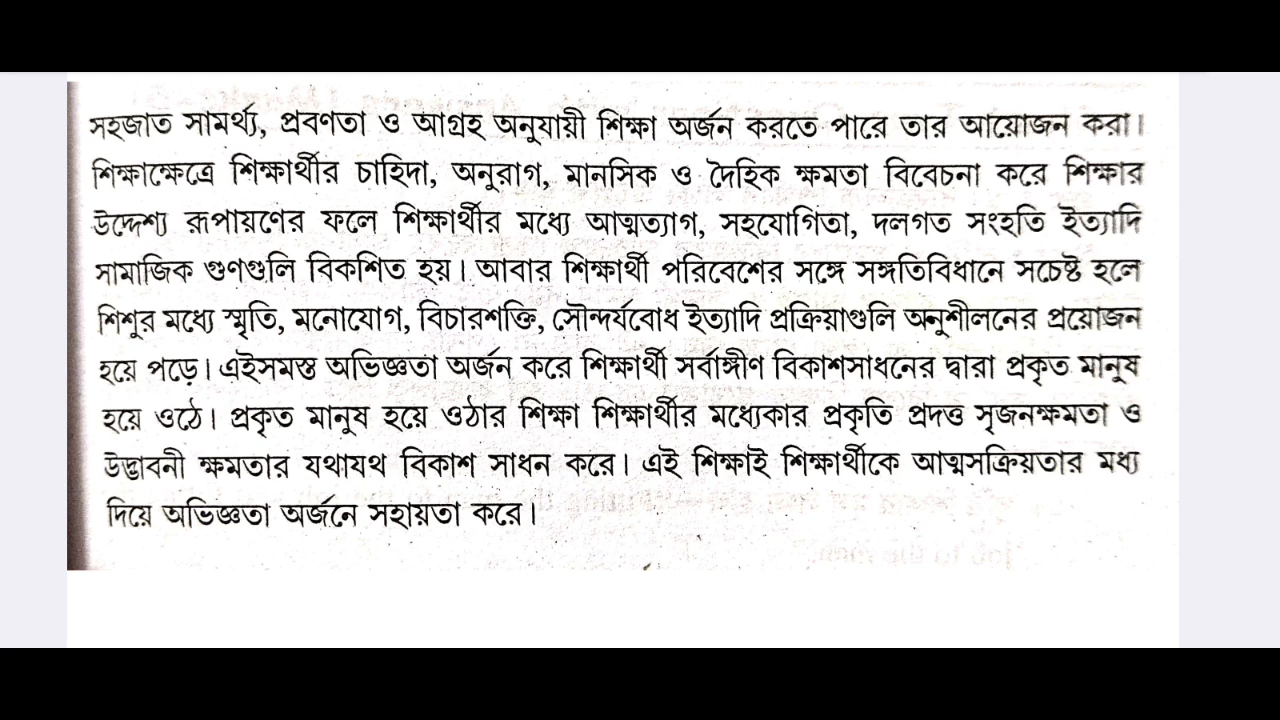 সহজাত সামর্থ্য, প্রবণতা ও আগ্রহ অনুযায়ী শিক্ষা অর্জন করতে পারে তার আয়োজন করা।
শিক্ষাক্ষেত্রে শিক্ষার্থীর চাহিদা, অনুরাগ, মানসিক ও দৈহিক ক্ষমতা বিবেচনা করে শিক্ষার
উদ্দেশ্য রূপায়ণের ফলে শিক্ষার্থীর মধ্যে আত্মত্যাগ, সহযোগিতা, দলগত সংহতি ইত্যাদি
সামাজিক গুণগুলি বিকশিত হয়। আবার শিক্ষার্থী পরিবেশের সঙ্গে সঙ্গতিবিধানে সচেষ্ট হলে
শিশুর মধ্যে স্মৃতি, মনোযোগ, বিচারশক্তি, সৌন্দর্যবোধ ইত্যাদি প্রক্রিয়াগুলি অনুশীলনের প্রয়োজন
হয়ে পড়ে। এইসমস্ত অভিজ্ঞতা অর্জন করে শিক্ষার্থী সর্বাঙ্গীণ বিকাশসাধনের দ্বারা প্রকৃত মানুষ
হয়ে ওঠে। প্রকৃত মানুষ হয়ে ওঠার শিক্ষা শিক্ষার্থীর মধ্যেকার প্রকৃতি প্রদত্ত সৃজনক্ষমতা ও
উদ্ভাবনী ক্ষমতার যথাযথ বিকাশ সাধন করে। এই শিক্ষাই শিক্ষার্থীকে আত্মসক্রিয়তার মধ্য
দিয়ে অভিজ্ঞতা অর্জনে সহায়তা করে।